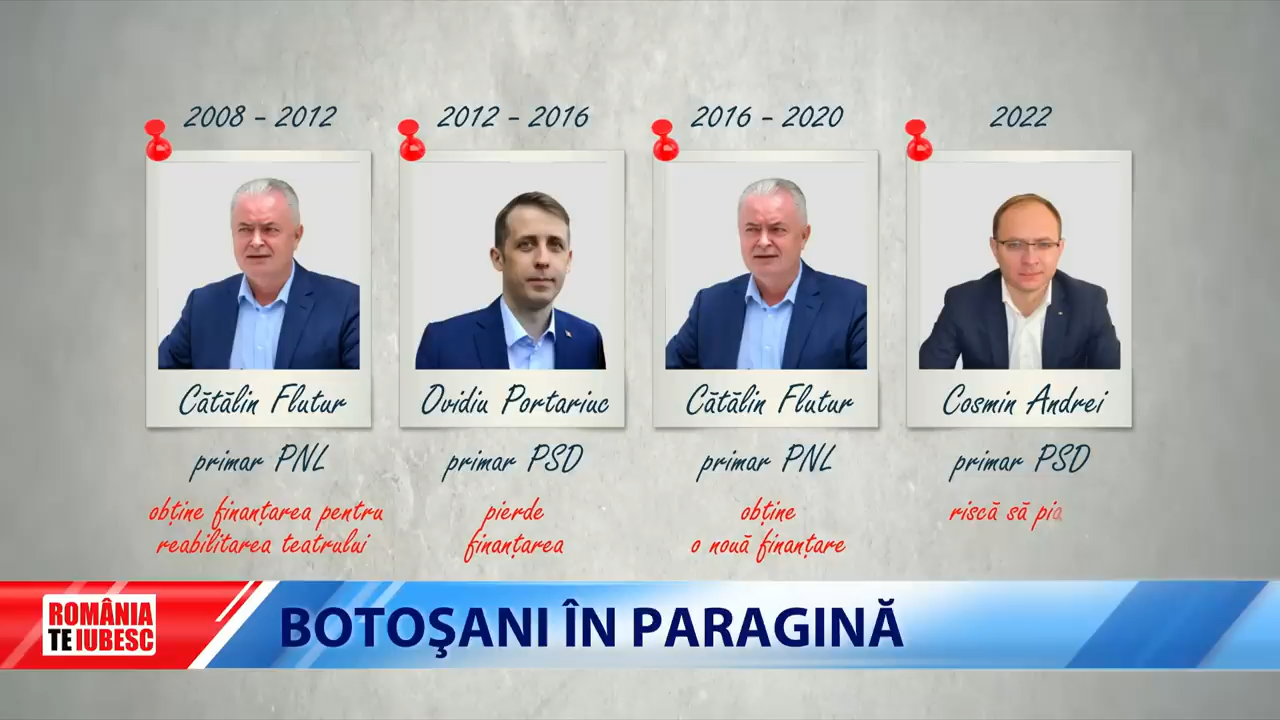 2008 - 2012
2012 - 2016
2016 - 2020
2022
Cătălin Flutur
Ovidiu Portariuc
Cătălin Flutur
Cosmin Andrei
primar PNL
primar PSD
primar PNL
primar PSD
obține finanțarea pentru
reabilitarea teatrului
pierde
finanțarea
obține
o nouă finanțare
riscă să
ROMÂNIA
TE IUBESC
BOTOŞANI ÎN PARAGINĂ